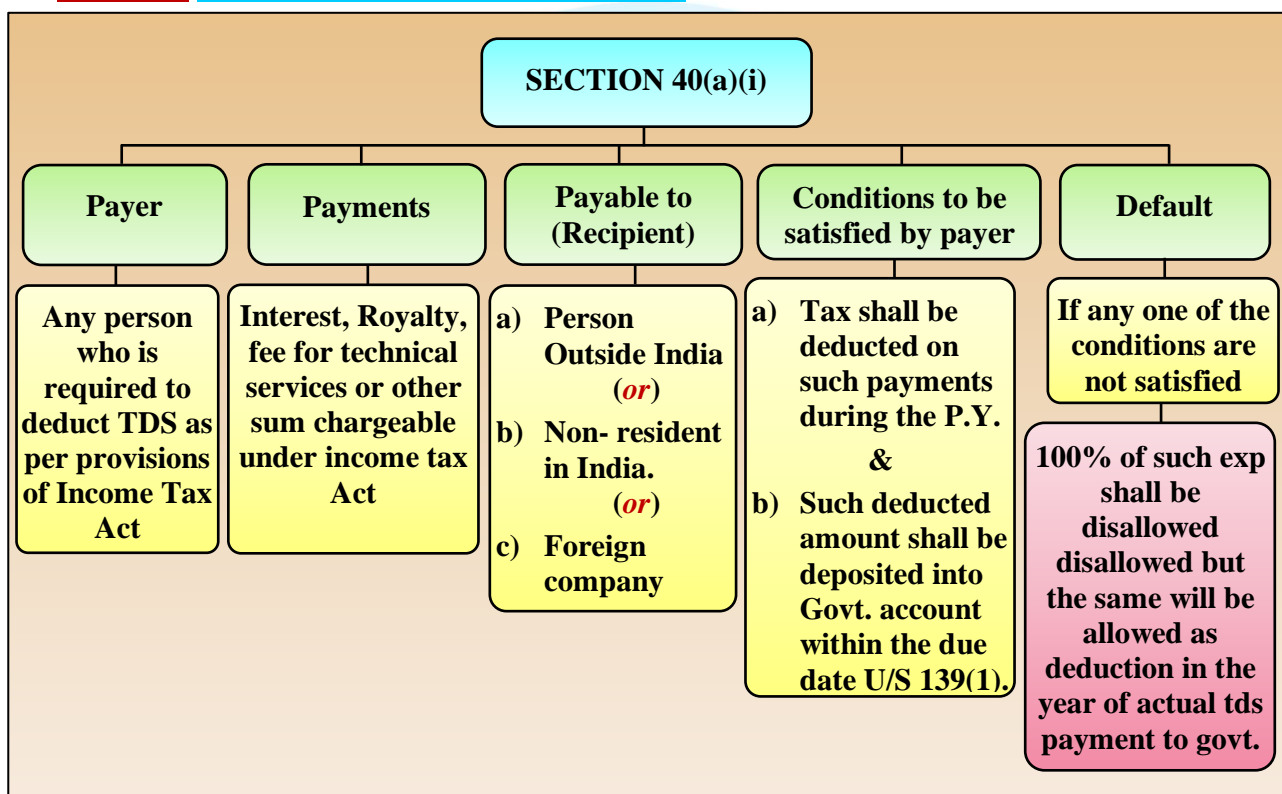 SECTION 40(a)(i)
Payer
Any person
who is
required to
deduct TDS as
per provisions
of Income Tax
Act
Payments
Interest, Royalty,
fee for technical
services or other
sum chargeable
under income tax
Act
Payable to
(Recipient)
a) Person
Outside India
(or)
b) Non- resident
in India.
(or)
c) Foreign
company
Conditions to be
satisfied by payer
a) Tax shall be
deducted on
such payments
during the P.Y.
&
b) Such deducted
amount shall be
deposited into
Govt. account
within the due
date U/S 139(1).
Default
If any one of the
conditions are
not satisfied
100% of such exp
shall be
disallowed
disallowed but
the same will be
allowed as
deduction in the
year of actual tds
payment to govt.